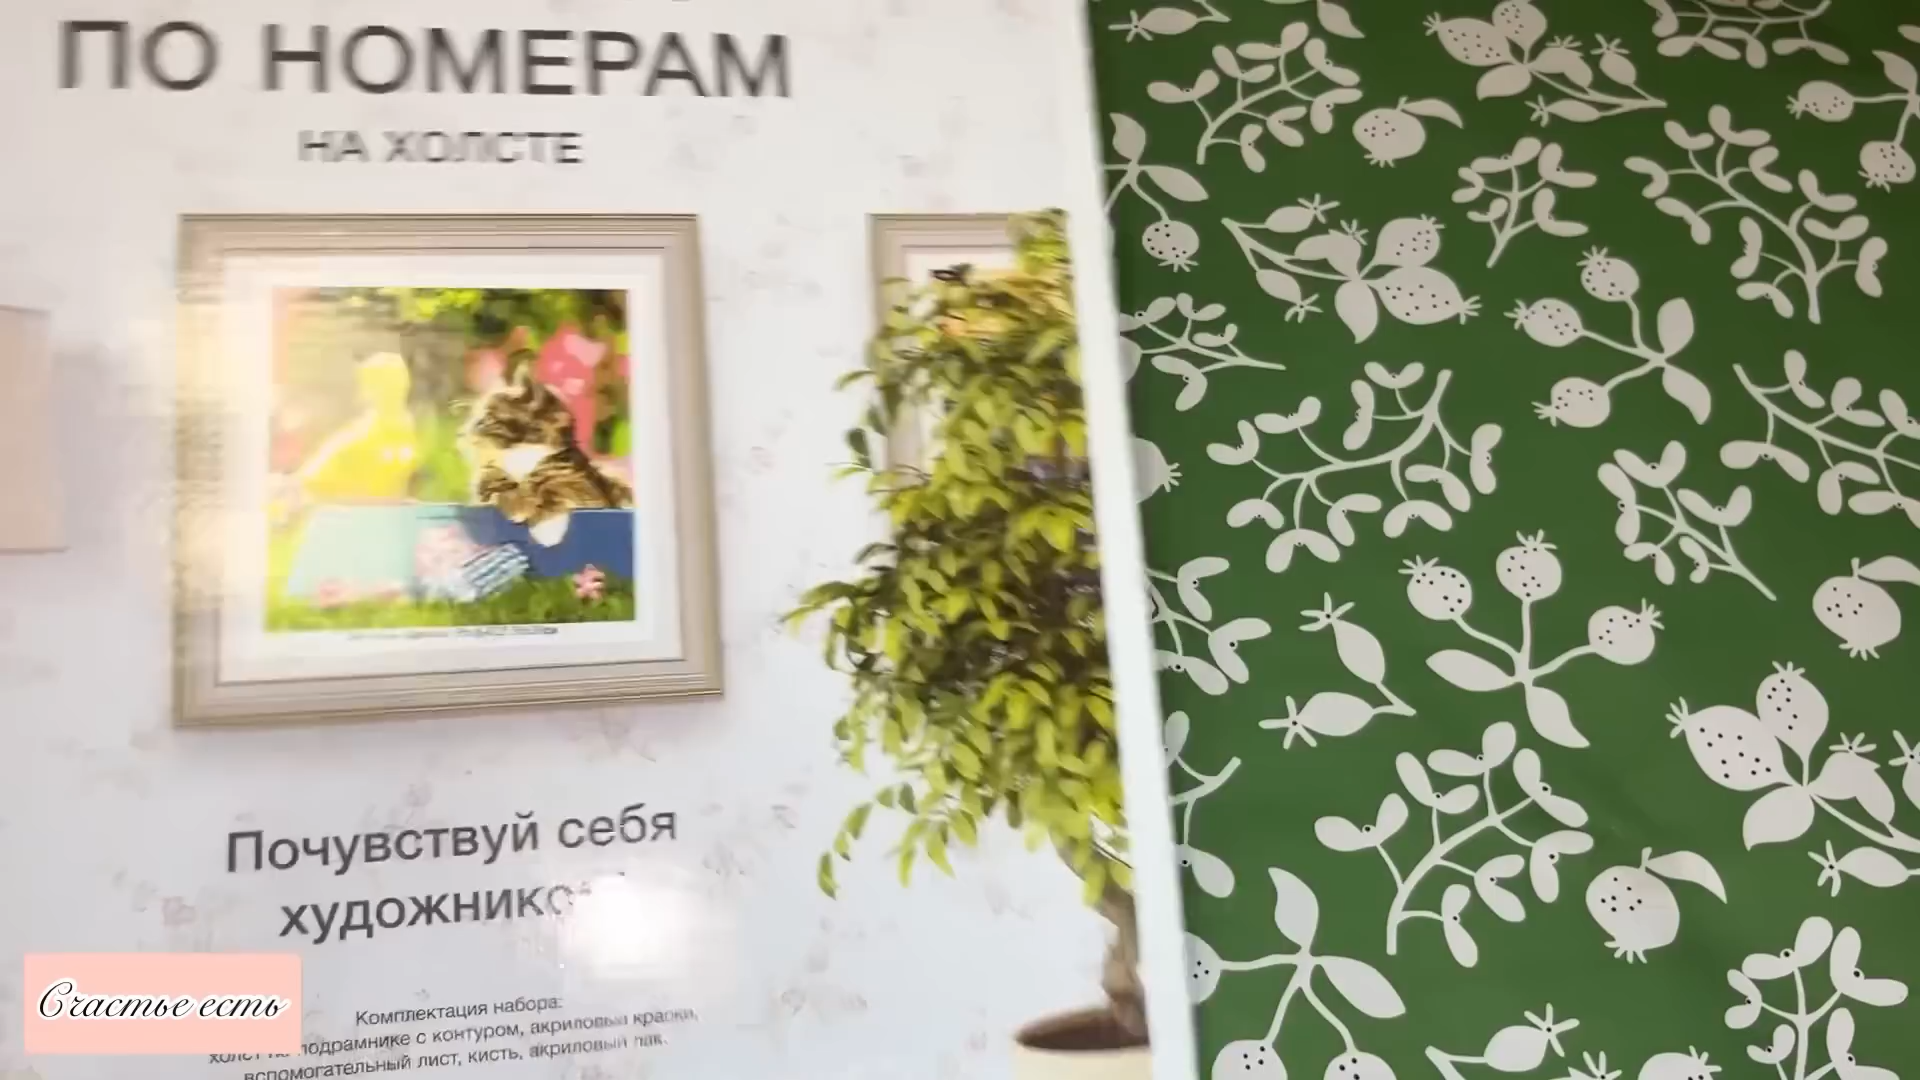 ПО НОМЕРАМ
НА ХОЛСТЕ
Почувствуй себя
Счастье есть
Комплектация набора:
подрамнике с контуром, акриловые краски,
вспомогательный лист, кисть, акриловый лак.